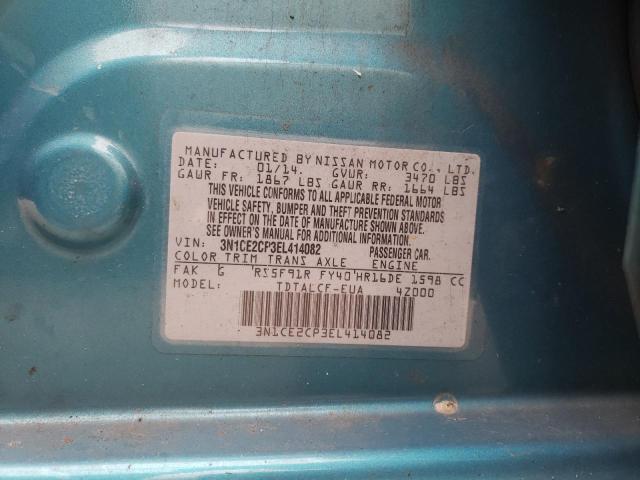 MANUFACTURED BY NISSAN MOTOR CO., LTD.
DATE: 01/14. GVWR: 3470 LBS
GAWR FR: 1867 LBS GAWR RR: 1664 LBS
THIS VEHICLE CONFORMS TO ALL APPLICABLE FEDERAL MOTOR
VEHICLE SAFETY, BUMPER AND THEFT PREVENTION STANDARDS
IN EFFECT ON THE DATE OF MANUFACTURE SHOWN ABOVE.
SEE OWNER'S MANUAL FOR ADDITIONAL INFORMATION.
VIN: 3N1CE2CP3EL414082 PASSENGER CAR.
COLOR TRIM TRANS AXLE ENGINE
FAK G RS5F91R FY40 HR16DE 1598 CC
MODEL: TDTALCF-EUA 4Z000
3N1CE2CP3EL414082